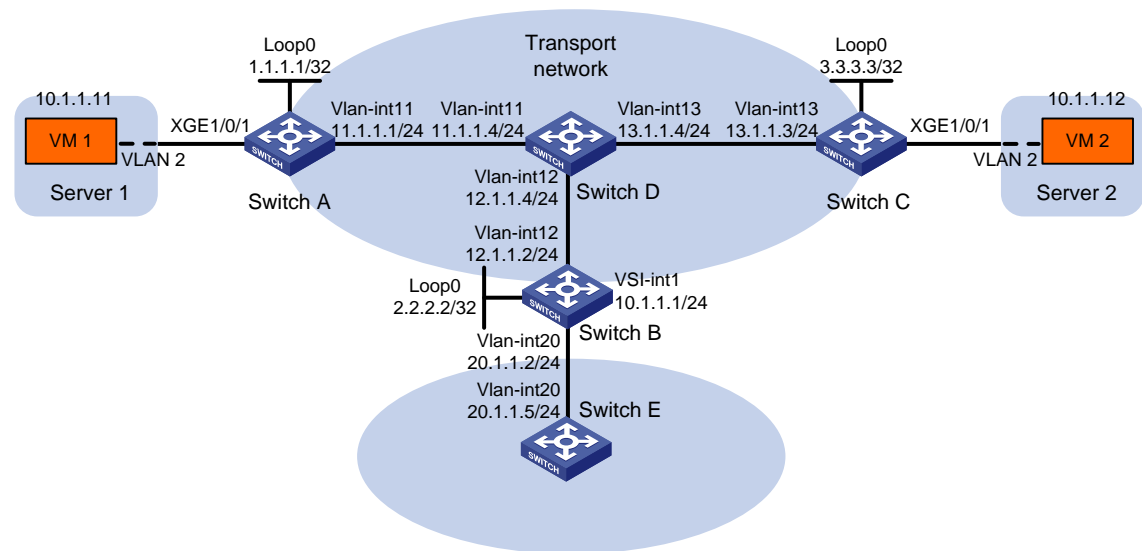 Transport
network
Loop0
1.1.1.1/32
Loop0
3.3.3.3/32
10.1.1.11
VM 1
VLAN 2
Server 1
XGE1/0/1
Vlan-int11
11.1.1.1/24
Vlan-int11
11.1.1.4/24
Vlan-int13
13.1.1.4/24
Vlan-int13
13.1.1.3/24
XGE1/0/1
10.1.1.12
VM 2
VLAN 2
Server 2
SWITCH
Switch A
SWITCH
Switch D
SWITCH
Switch C
Vlan-int12
12.1.1.4/24
Vlan-int12
12.1.1.2/24
Loop0
2.2.2.2/32
VSI-int1
10.1.1.1/24
SWITCH
Switch B
Vlan-int20
20.1.1.2/24
Vlan-int20
20.1.1.5/24
Switch E
SWITCH